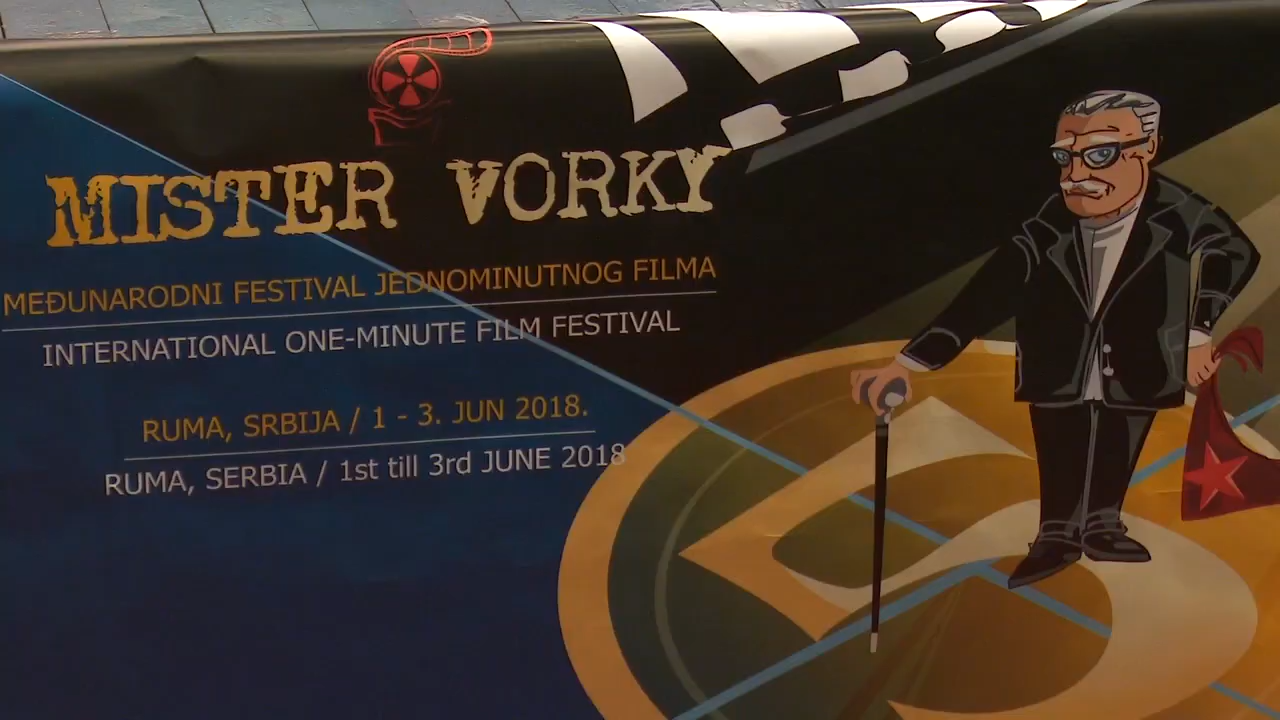 MISTER VORKY
MEĐUNARODNI FESTIVAL JEDNOMINUTNOG FILMA
INTERNATIONAL ONE-MINUTE FILM FESTIVAL
RUMA, SRBIJA / 1 - 3. JUN 2018.
RUMA, SERBIA / 1st till 3rd JUNE 2018